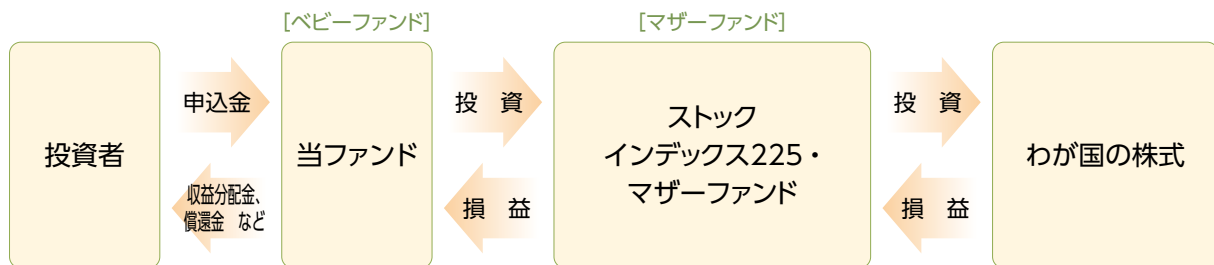 [ベビーファンド]
[マザーファンド]
投資者
申込金
収益分配金、
償還金 など
当ファンド
投 資
損 益
ストック
インデックス225・
マザーファンド
投 資
損 益
わが国の株式